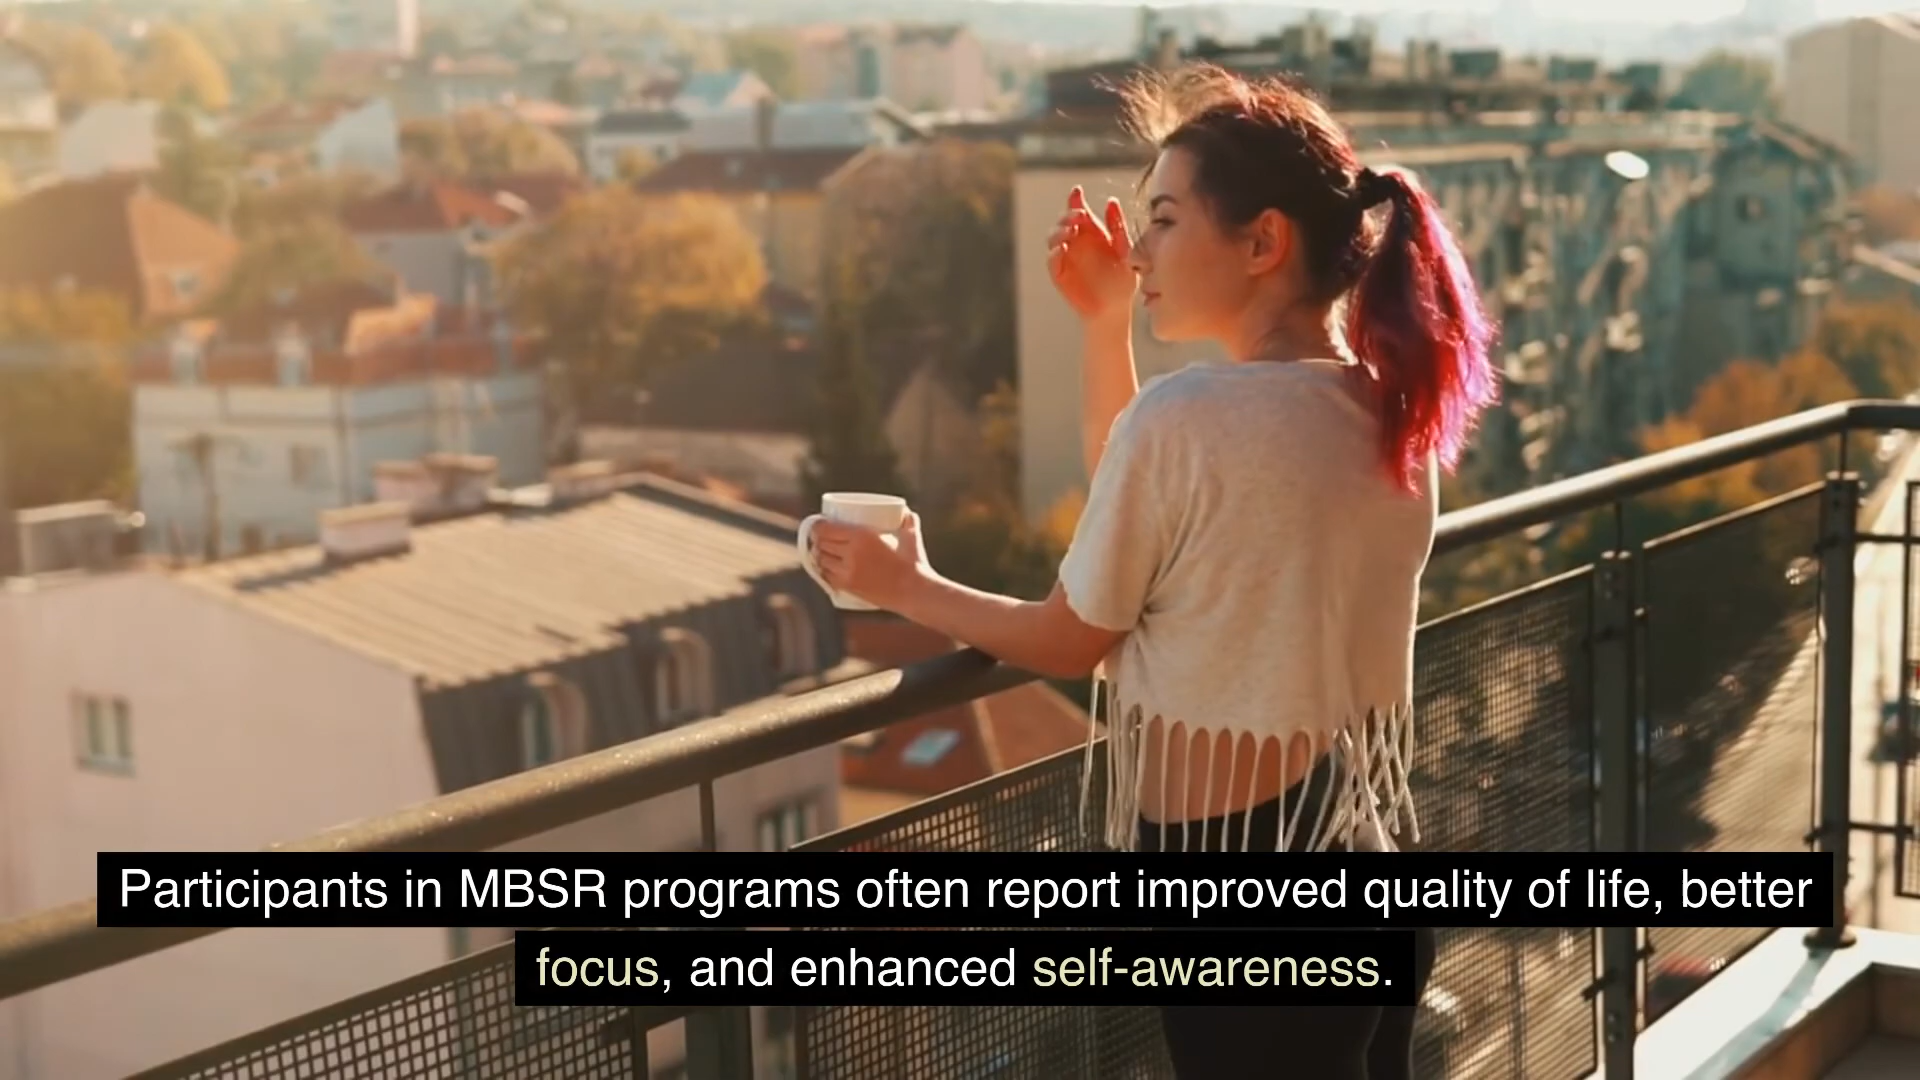 Participants in MBSR programs often report improved quality of life, better
focus, and enhanced self-awareness.